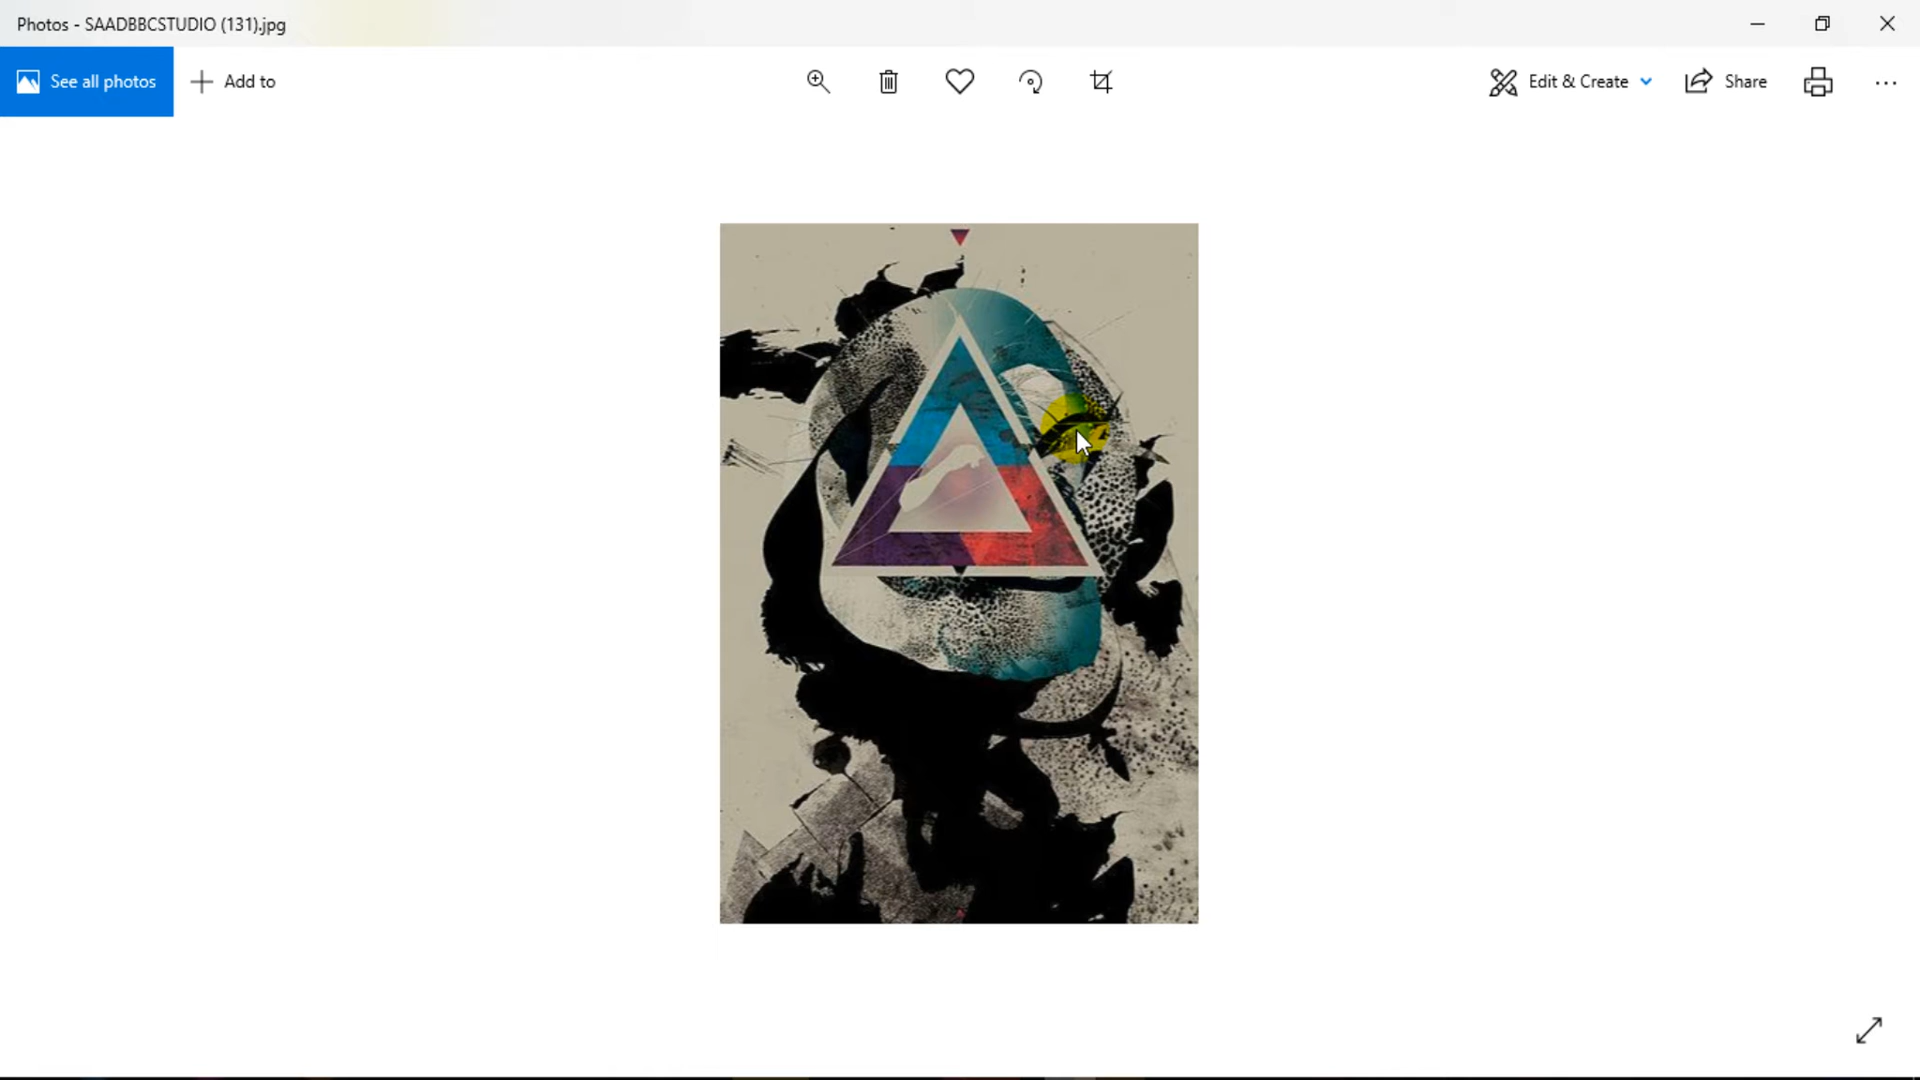 Photos - SAADBBCSTUDIO (131).jpg
See all photos
Add to
Edit & Create
Share